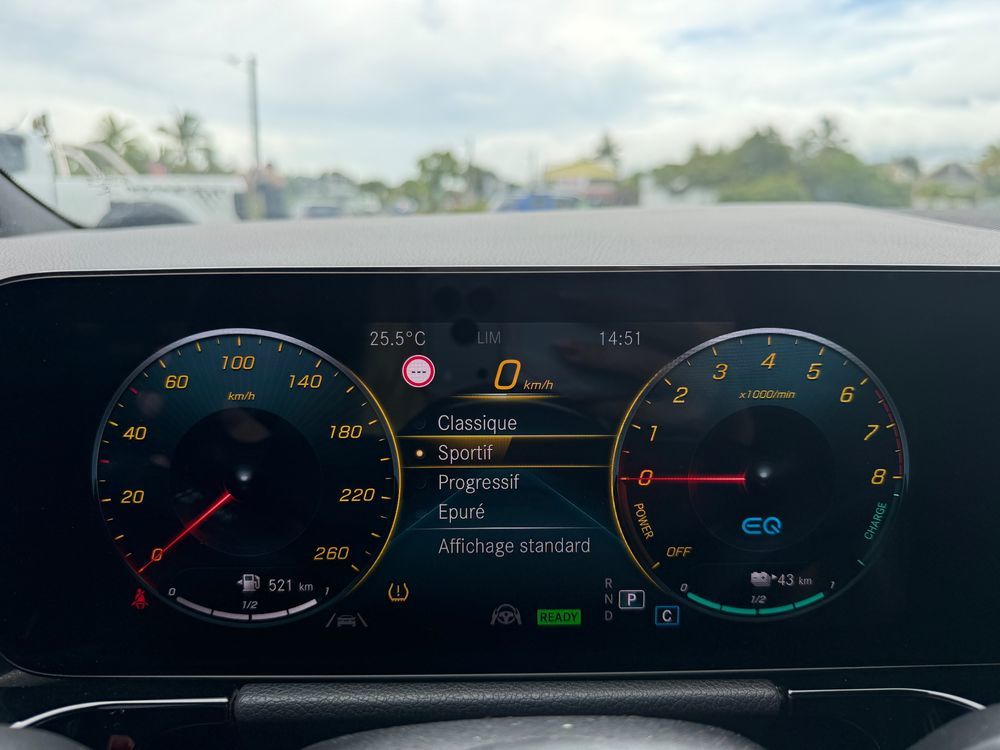 25.5°C LIM 14:51
---
0 km/h
Classique
Sportif
Progressif
Epuré
Affichage standard
0 20 40 60 100 140 180 220 260
km/h
521 km
0 1/2 1
0 1 2 3 4 5 6 7 8
x1000/min
POWER
OFF
CHARGE
EQ
43 km
0 1/2 1
READY
R
N P
D
C